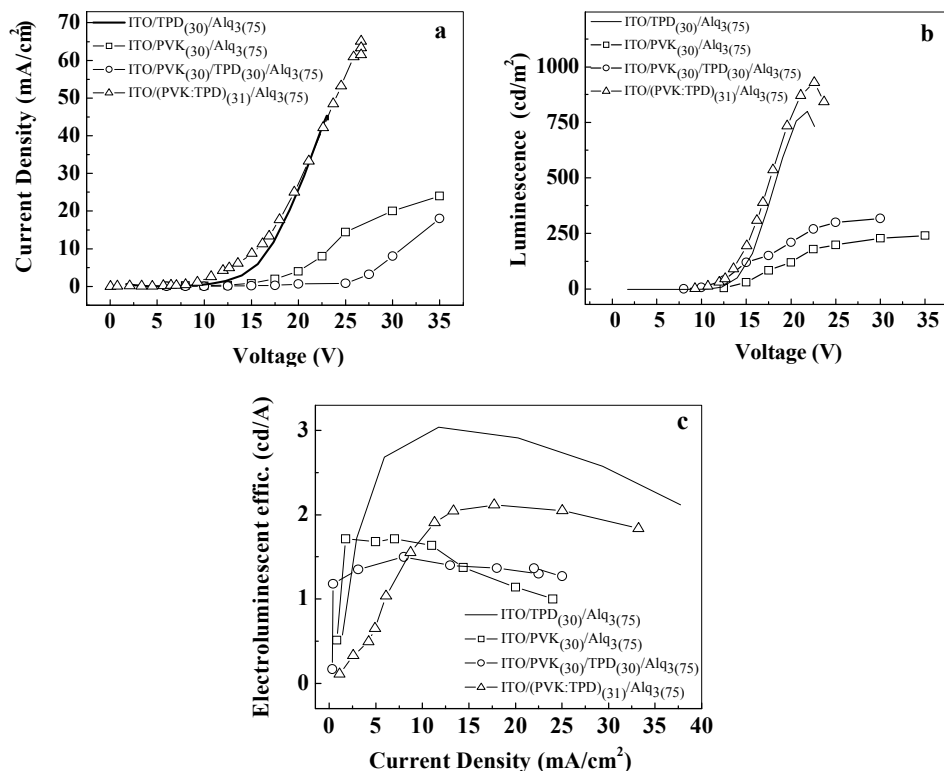 a
ITO/TPD(30)/Alq3(75)
ITO/PVK(30)/Alq3(75)
ITO/PVK(30)/TPD(30)/Alq3(75)
ITO/(PVK:TPD)(31)/Alq3(75)
Current Density (mA/cm²)
70
60
50
40
30
20
10
0
0 5 10 15 20 25 30 35
Voltage (V)
b
ITO/TPD(30)/Alq3(75)
ITO/PVK(30)/Alq3(75)
ITO/PVK(30)/TPD(30)/Alq3(75)
ITO/(PVK:TPD)(31)/Alq3(75)
Luminescence (cd/m²)
1000
750
500
250
0
0 5 10 15 20 25 30 35
Voltage (V)
c
Electroluminescent effic. (cd/A)
3
2
1
0
ITO/TPD(30)/Alq3(75)
ITO/PVK(30)/Alq3(75)
ITO/PVK(30)/TPD(30)/Alq3(75)
ITO/(PVK:TPD)(31)/Alq3(75)
0 5 10 15 20 25 30 35 40
Current Density (mA/cm²)